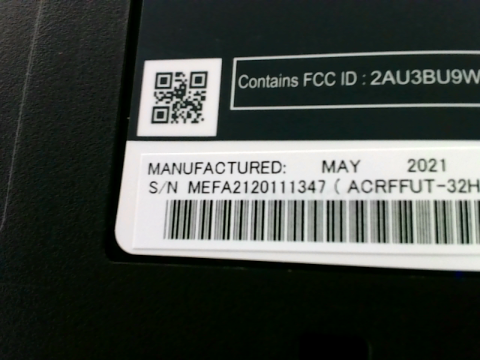 Contains FCC ID : 2AU3BU9W
MANUFACTURED: MAY 2021
S/N MEFA2120111347 ( ACRFFUT-32H